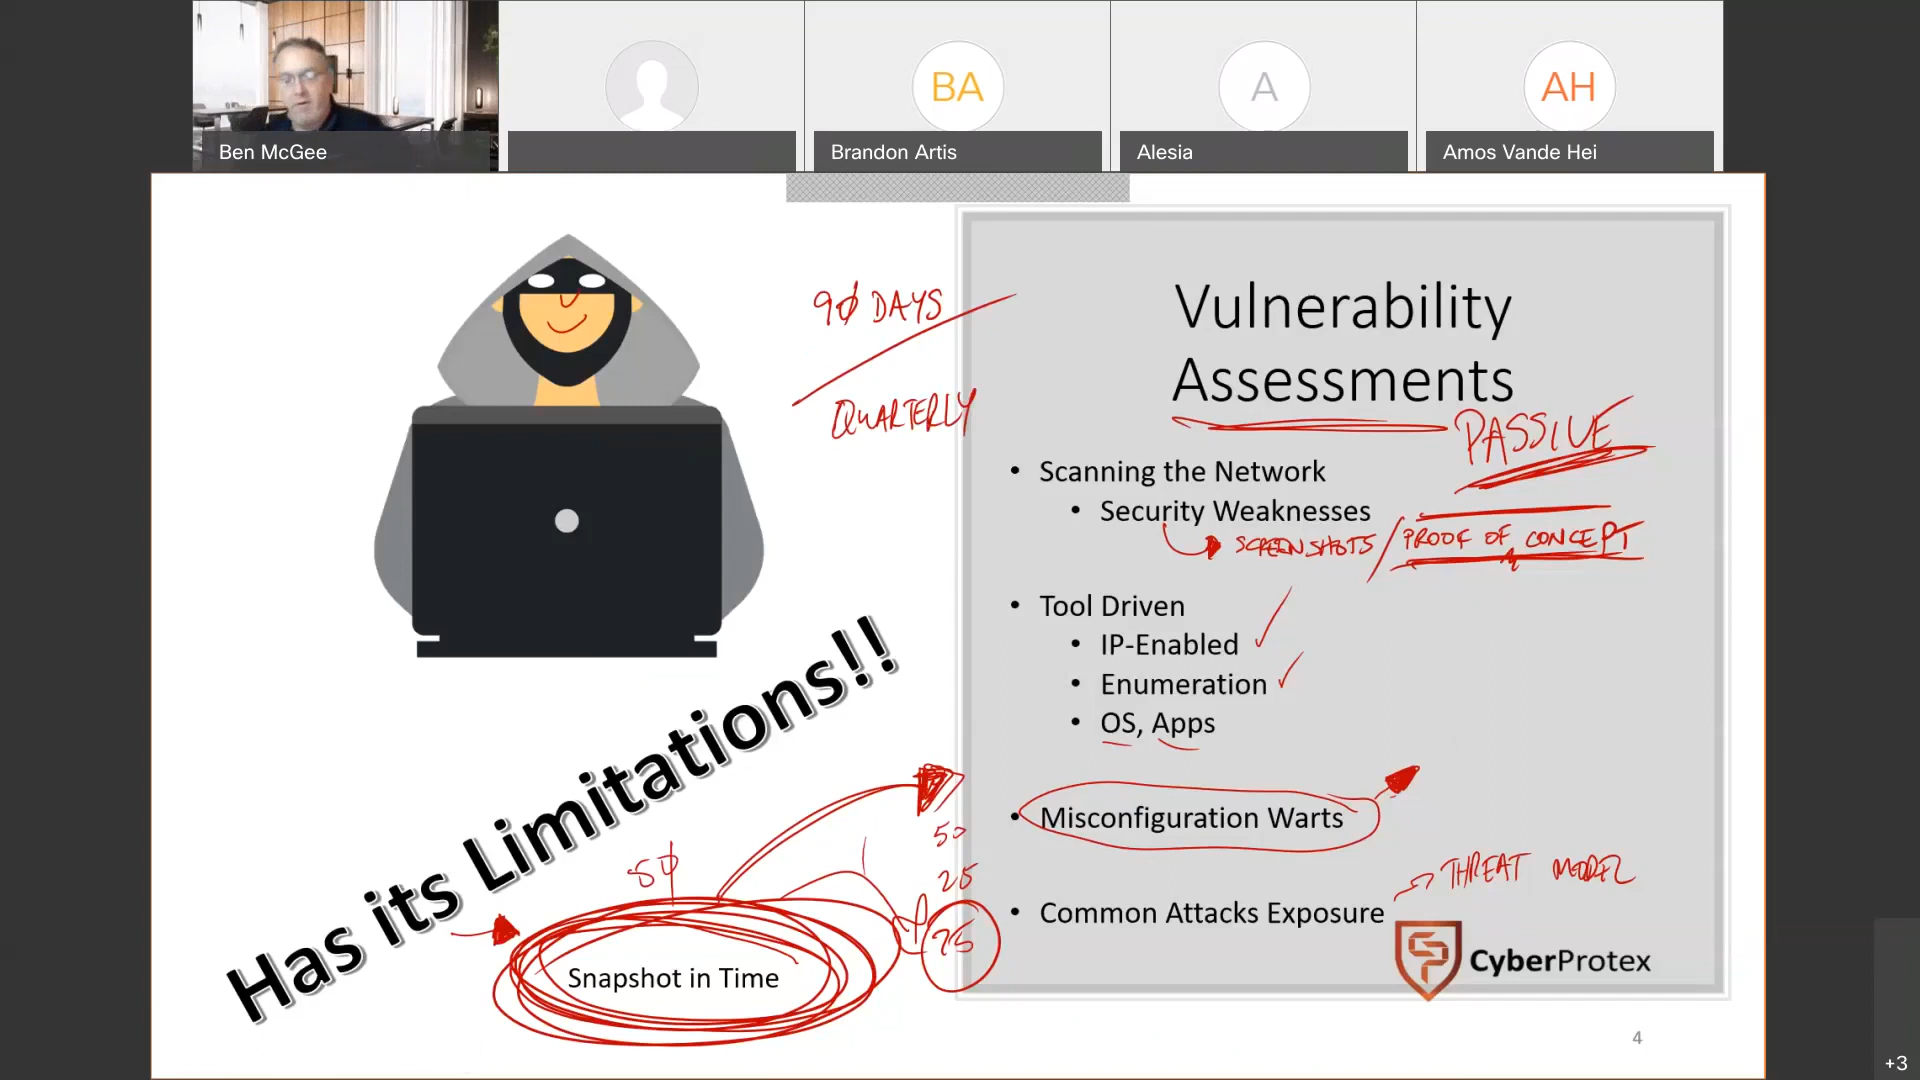 Ben McGee
BA
Brandon Artis
A
Alesia
AH
Amos Vande Hei
90 DAYS
QUARTERLY
Vulnerability
Assessments
PASSIVE
• Scanning the Network
• Security Weaknesses
SCREENSHOTS / PROOF OF CONCEPT
• Tool Driven
• IP-Enabled
• Enumeration
• OS, Apps
• Misconfiguration Warts
THREAT MODEL
• Common Attacks Exposure
CyberProtex
Has its Limitations!!
50
50
25
75
Snapshot in Time
4
+3